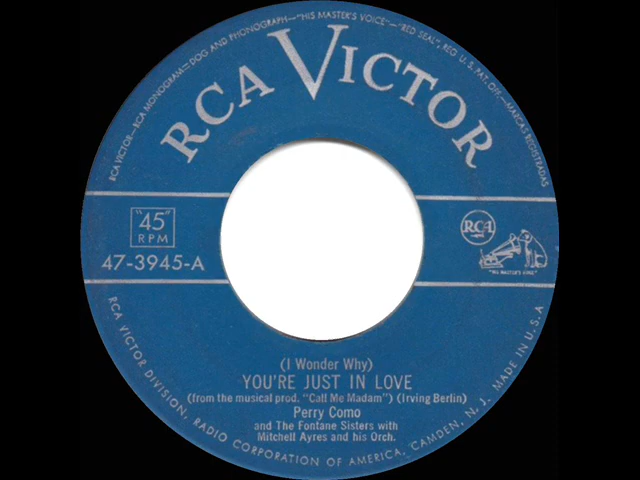 RCA VICTOR—RCA MONOGRAM—DOG AND PHONOGRAPH—"HIS MASTER'S VOICE"—"RED SEAL", REG. U. S. PAT. OFF.—MARCAS REGISTRADAS
RCA VICTOR
"45"
RPM
47-3945-A
RCA
"HIS MASTER'S VOICE"
(I Wonder Why)
YOU'RE JUST IN LOVE
(from the musical prod. "Call Me Madam") (Irving Berlin)
Perry Como
and The Fontane Sisters with
Mitchell Ayres and his Orch.
RCA VICTOR DIVISION, RADIO CORPORATION OF AMERICA, CAMDEN, N. J. MADE IN U.S.A